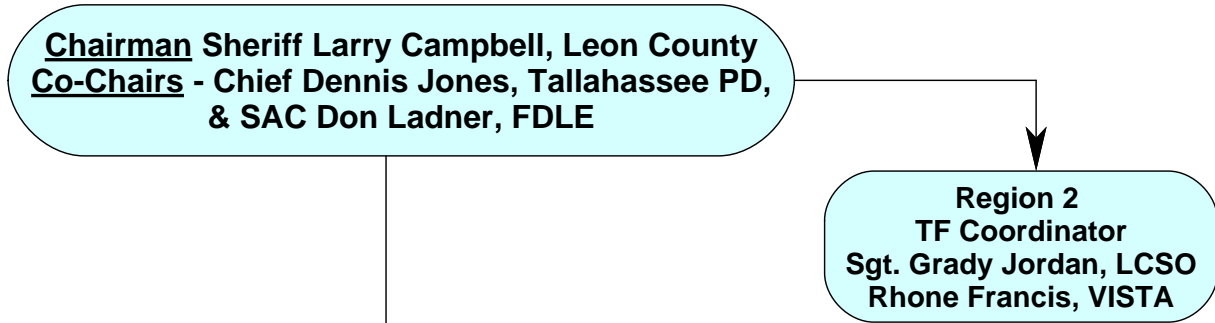 Chairman Sheriff Larry Campbell, Leon County
Co-Chairs - Chief Dennis Jones, Tallahassee PD,
& SAC Don Ladner, FDLE
Region 2
TF Coordinator
Sgt. Grady Jordan, LCSO
Rhone Francis, VISTA